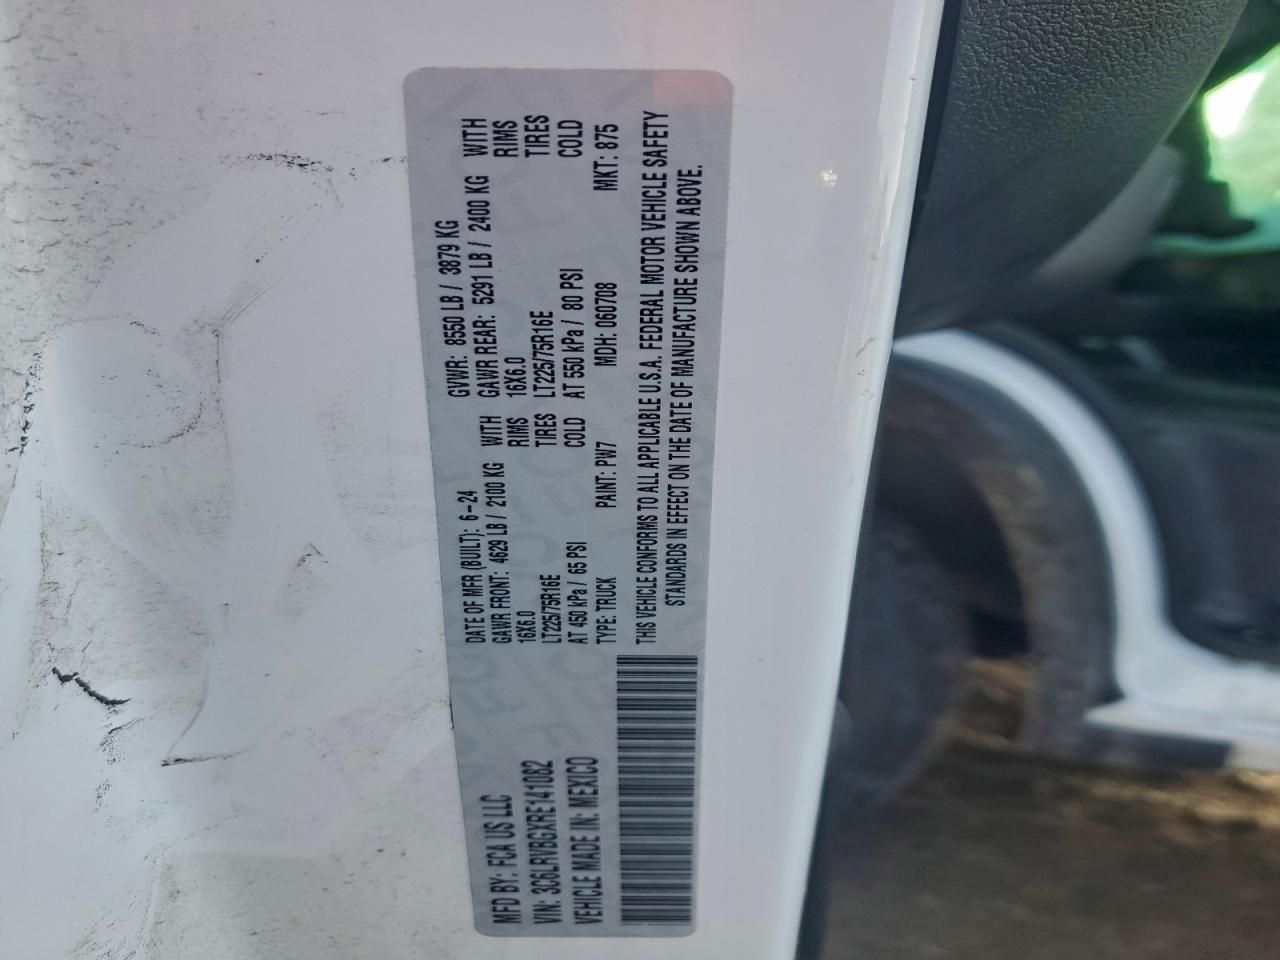 MFD BY: FCA US LLC
VIN: 3C6LRVBGXRE141082
VEHICLE MADE IN: MEXICO
DATE OF MFR (BUILT): 6-24 GVWR: 8550 LB / 3879 KG
GAWR FRONT: 4629 LB / 2100 KG WITH GAWR REAR: 5291 LB / 2400 KG WITH
16X6.0 RIMS 16X6.0 RIMS
LT225/75R16E TIRES LT225/75R16E TIRES
AT 450 kPa / 65 PSI COLD AT 550 kPa / 80 PSI COLD
TYPE: TRUCK PAINT: PW7 MDH: 060708 MKT: 875
THIS VEHICLE CONFORMS TO ALL APPLICABLE U.S.A. FEDERAL MOTOR VEHICLE SAFETY
STANDARDS IN EFFECT ON THE DATE OF MANUFACTURE SHOWN ABOVE.